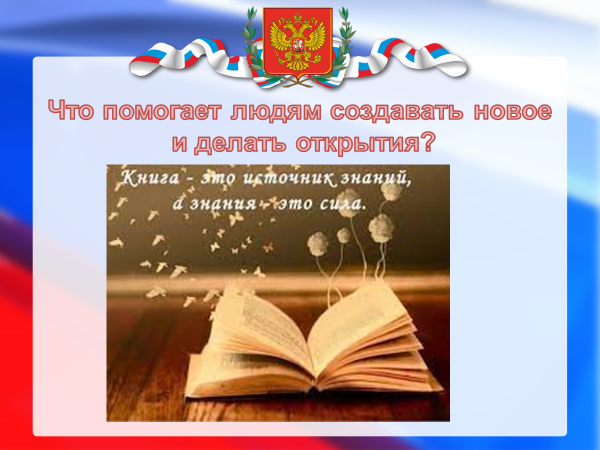 Что помогает людям создавать новое
и делать открытия?
Книга - это источник знаний,
а знания - это сила.